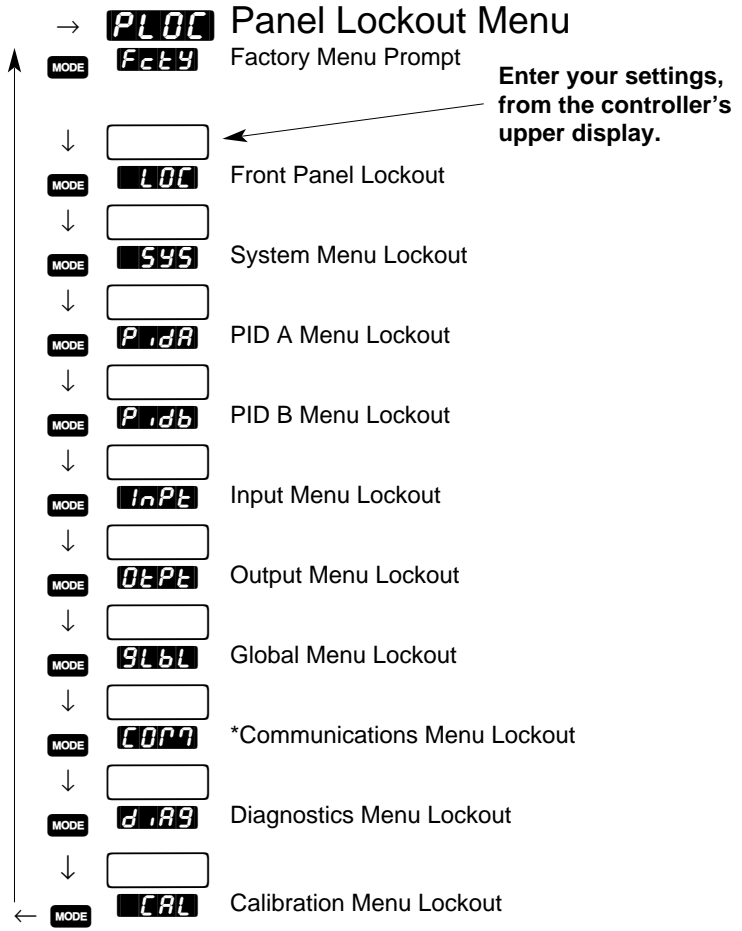 → PLOC Panel Lockout Menu
MODE FctY Factory Menu Prompt
Enter your settings,
from the controller's
upper display.
↓
MODE LOC Front Panel Lockout
↓
MODE SYS System Menu Lockout
↓
MODE PidA PID A Menu Lockout
↓
MODE Pidb PID B Menu Lockout
↓
MODE InPt Input Menu Lockout
↓
MODE OtPt Output Menu Lockout
↓
MODE gLbL Global Menu Lockout
↓
MODE COM *Communications Menu Lockout
↓
MODE diAg Diagnostics Menu Lockout
↓
← MODE CAL Calibration Menu Lockout